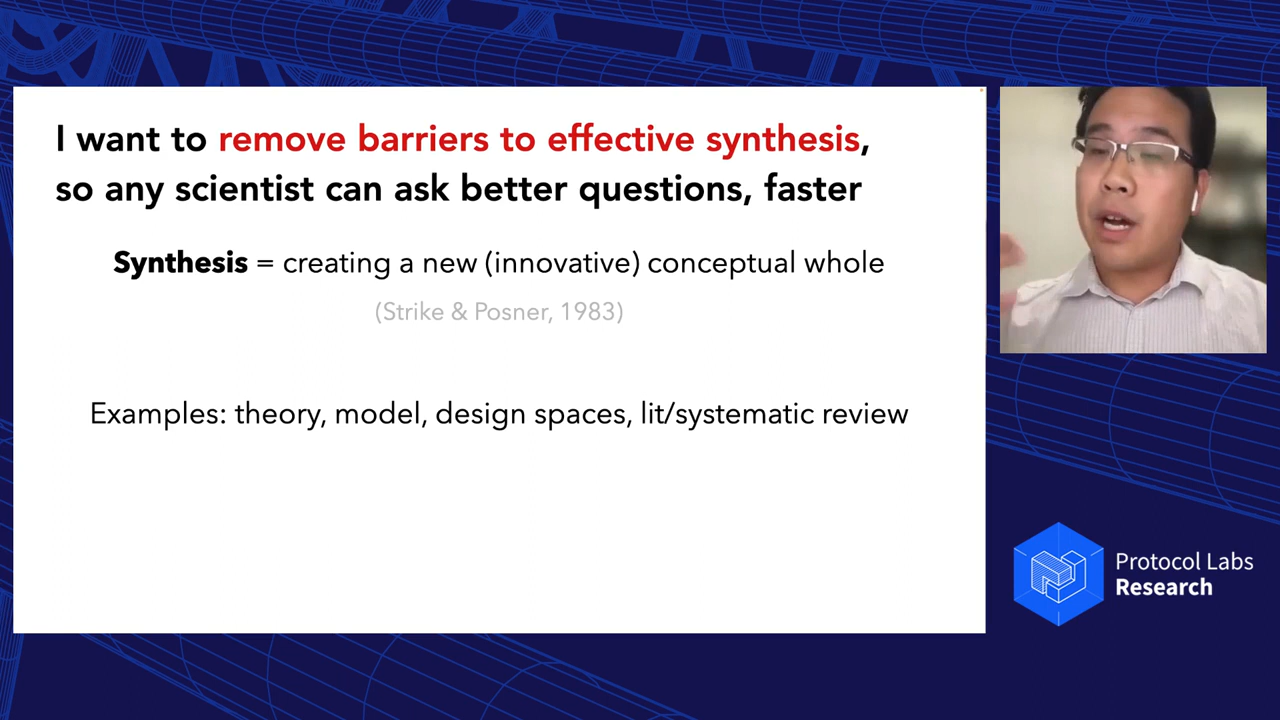 I want to remove barriers to effective synthesis,
so any scientist can ask better questions, faster
Synthesis = creating a new (innovative) conceptual whole
(Strike & Posner, 1983)
Examples: theory, model, design spaces, lit/systematic review
Protocol Labs
Research